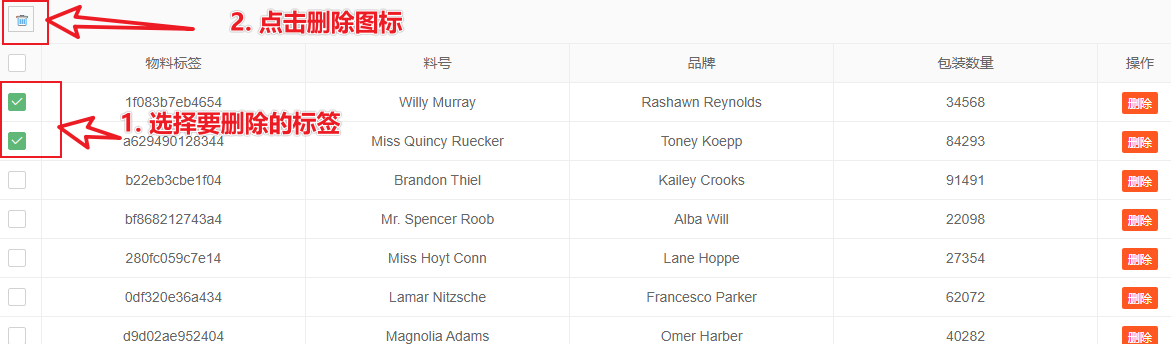 2. 点击删除图标
物料标签 料号 品牌 包装数量 操作
1f083b7eb4654 Willy Murray Rashawn Reynolds 34568 删除
1. 选择要删除的标签
a629490128344 Miss Quincy Ruecker Toney Koepp 84293 删除
b22eb3cbe1f04 Brandon Thiel Kailey Crooks 91491 删除
bf868212743a4 Mr. Spencer Roob Alba Will 22098 删除
280fc059c7e14 Miss Hoyt Conn Lane Hoppe 27354 删除
0df320e36a434 Lamar Nitzsche Francesco Parker 62072 删除
d9d02ae952404 Magnolia Adams Omer Harber 40282 删除